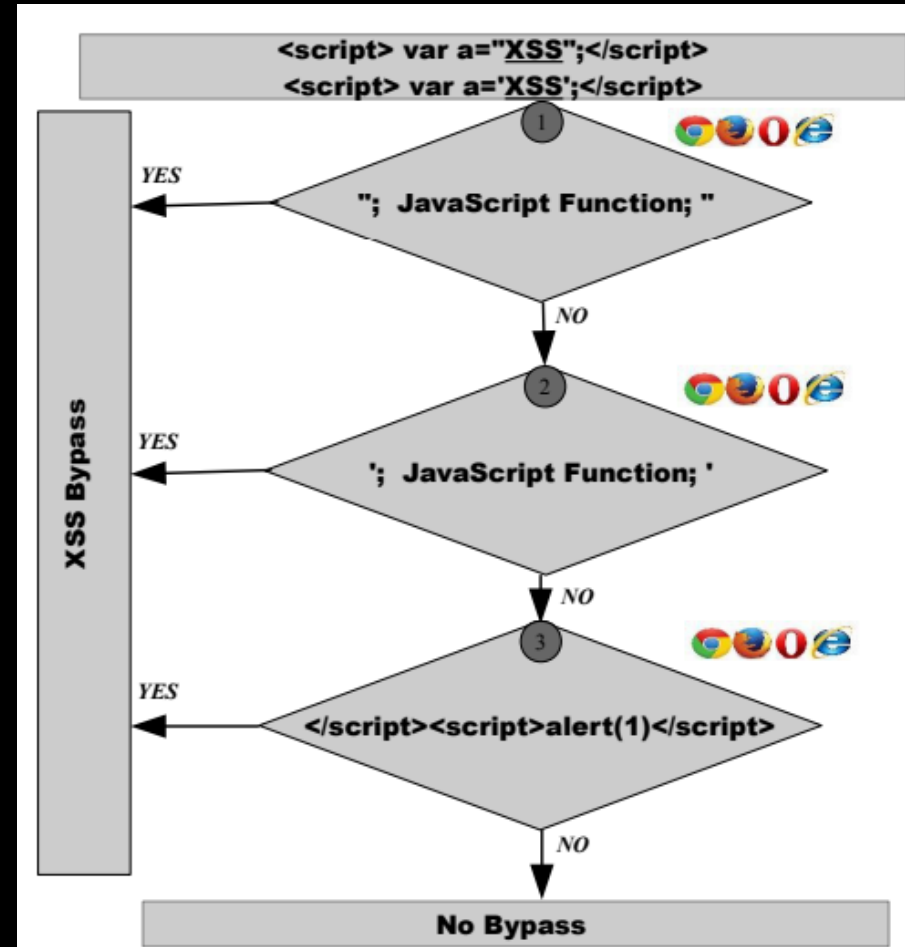 <script> var a="XSS";</script>
<script> var a='XSS';</script>
1
YES
"; JavaScript Function; "
NO
2
YES
'; JavaScript Function; '
XSS Bypass
NO
3
YES
</script><script>alert(1)</script>
NO
No Bypass